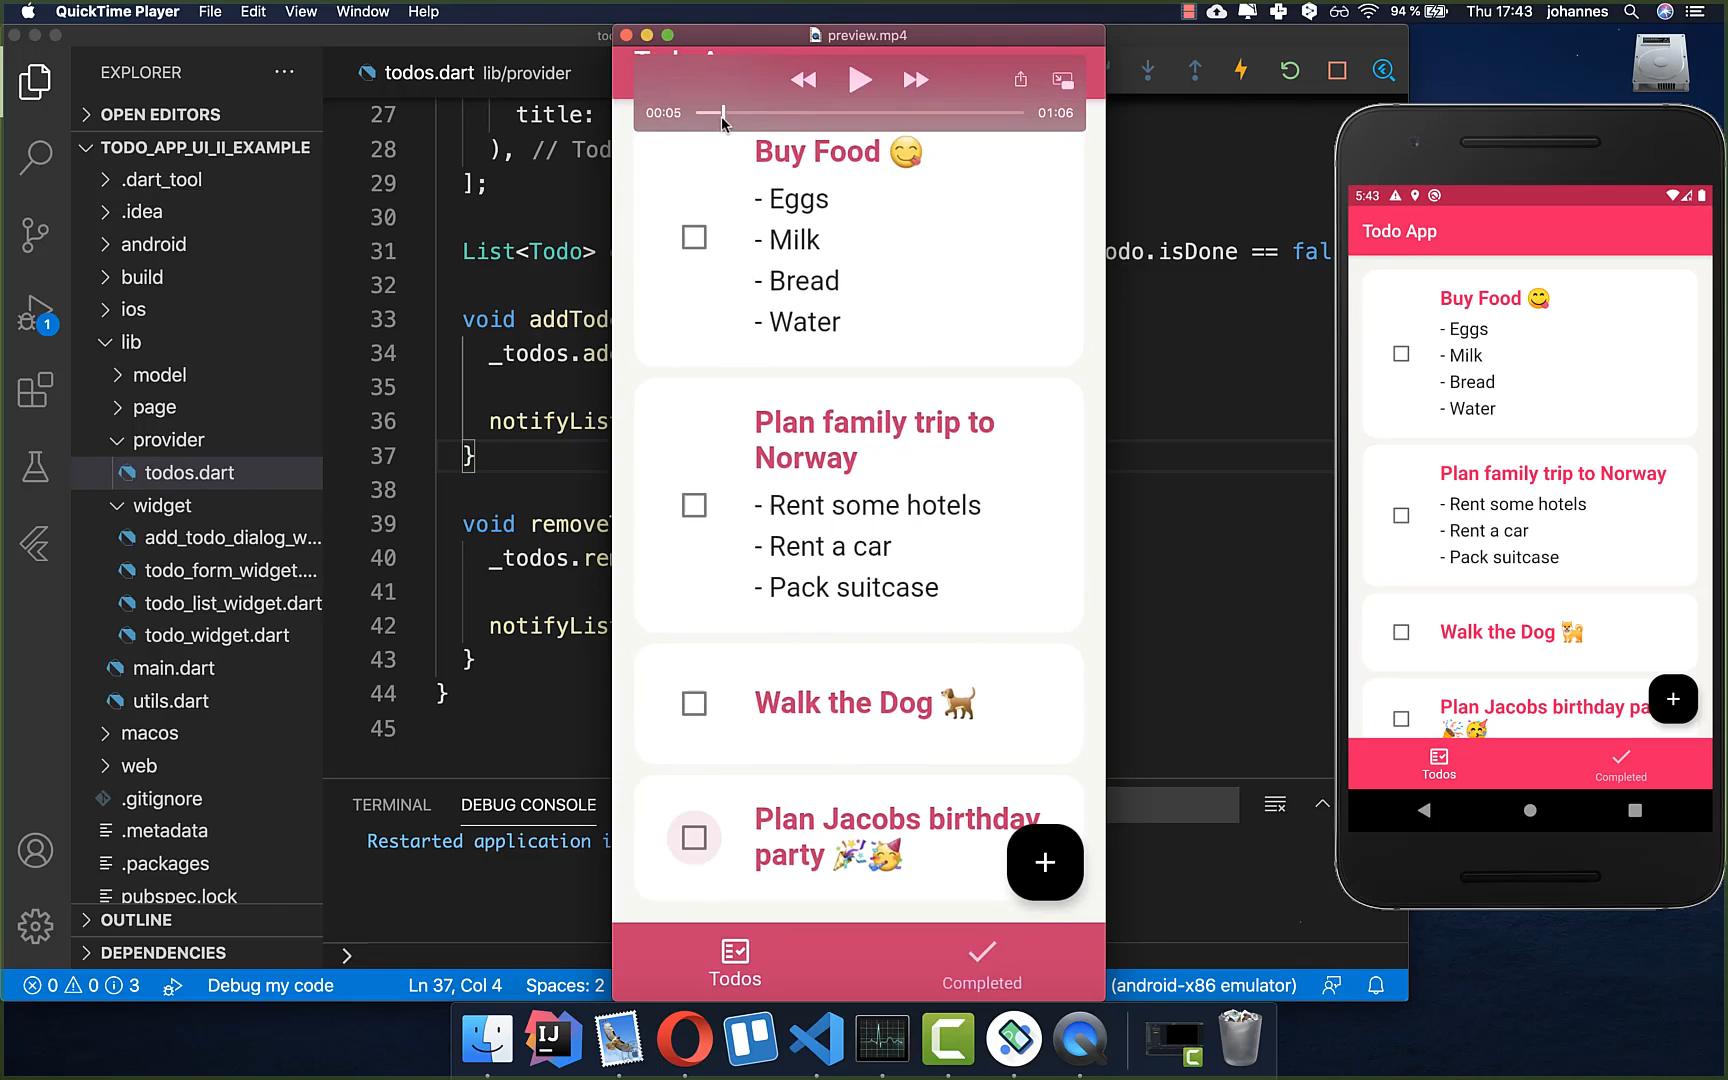 QuickTime Player File Edit View Window Help
94 % Thu 17:43 johannes
EXPLORER
OPEN EDITORS
TODO_APP_UI_II_EXAMPLE
.dart_tool
.idea
android
build
ios
lib
model
page
provider
todos.dart
widget
add_todo_dialog_w...
todo_form_widget....
todo_list_widget.dart
todo_widget.dart
main.dart
utils.dart
macos
web
.gitignore
.metadata
.packages
pubspec.lock
OUTLINE
DEPENDENCIES
1
todos.dart lib/provider
27 title:
28 ), // Tod
29 ];
30
31 List<Todo>
odo.isDone == fal
32
33 void addTod
34 _todos.ad
35
36 notifyLis
37 }
38
39 void remove
40 _todos.re
41
42 notifyLis
43 }
44 }
45
TERMINAL DEBUG CONSOLE
Restarted application i
0 0 3 Debug my code Ln 37, Col 4 Spaces: 2
(android-x86 emulator)
preview.mp4
00:05 01:06
Buy Food 😋
- Eggs
- Milk
- Bread
- Water
Plan family trip to
Norway
- Rent some hotels
- Rent a car
- Pack suitcase
Walk the Dog 🐕
Plan Jacobs birthday
party 🎉🥳
+
Todos Completed
5:43
Todo App
Buy Food 😋
- Eggs
- Milk
- Bread
- Water
Plan family trip to Norway
- Rent some hotels
- Rent a car
- Pack suitcase
Walk the Dog 🐕
Plan Jacobs birthday pa
🎉🥳
+
Todos Completed
IJ